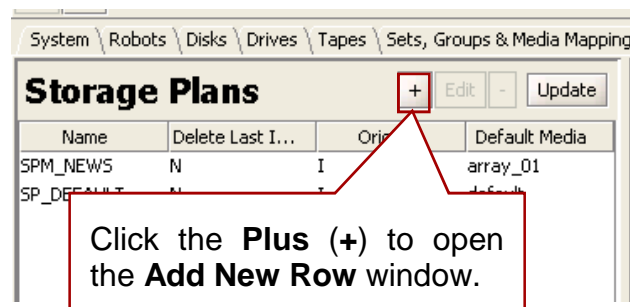 System \ Robots \ Disks \ Drives \ Tapes \ Sets, Groups & Media Mapping
Storage Plans + Edit - Update
Name Delete Last I... Default Media
SPM_NEWS N I array_01
Click the Plus (+) to open
the Add New Row window.